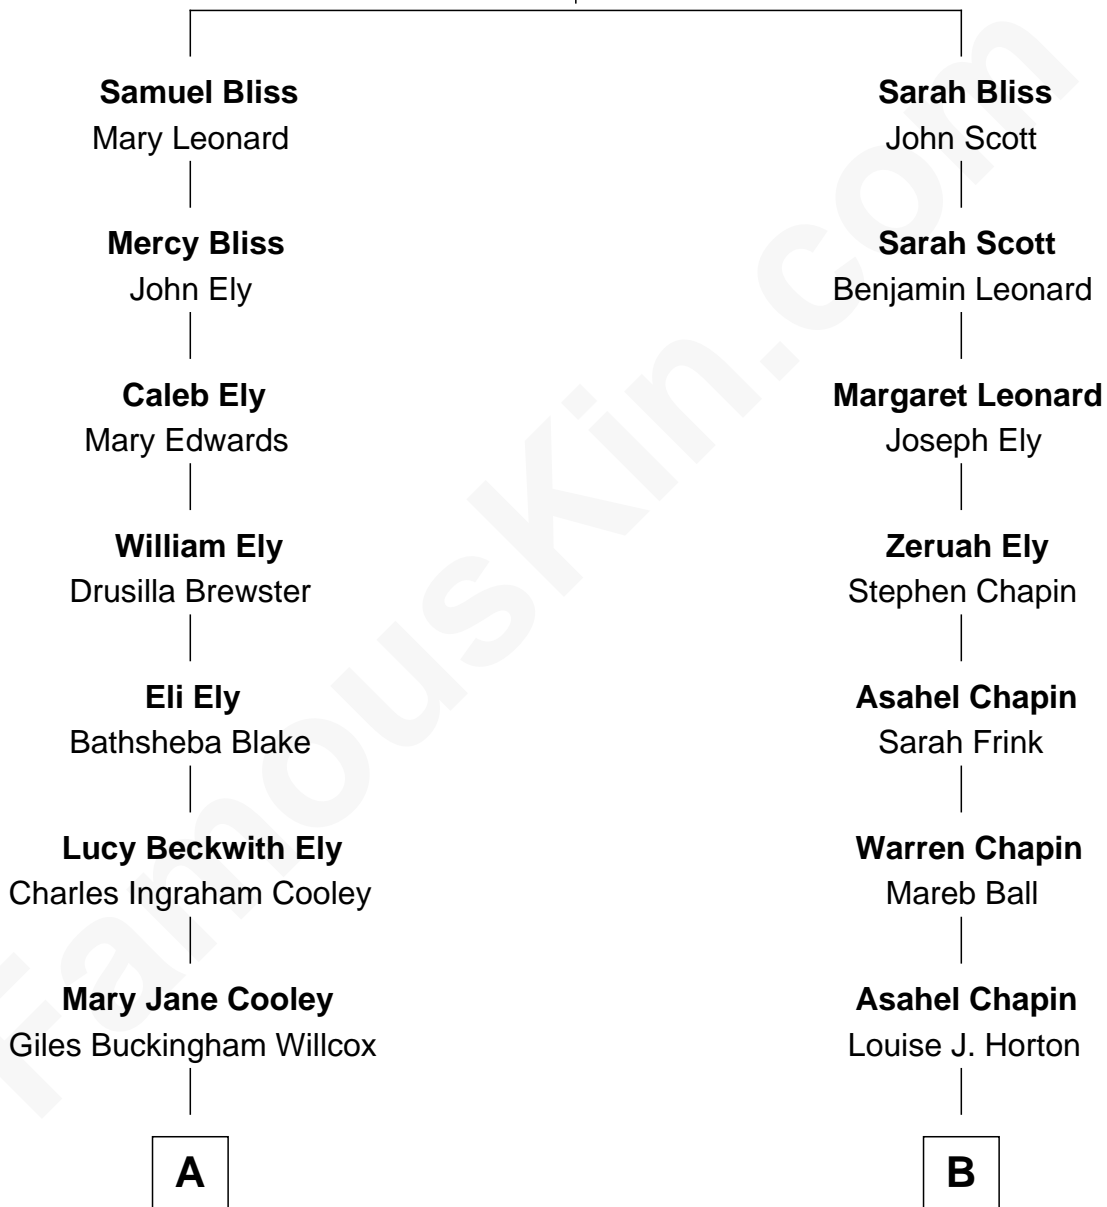 Samuel Bliss
Mary Leonard
Mercy Bliss
John Ely
Caleb Ely
Mary Edwards
William Ely
Drusilla Brewster
Eli Ely
Bathsheba Blake
Lucy Beckwith Ely
Charles Ingraham Cooley
Mary Jane Cooley
Giles Buckingham Willcox
A
Sarah Bliss
John Scott
Sarah Scott
Benjamin Leonard
Margaret Leonard
Joseph Ely
Zeruah Ely
Stephen Chapin
Asahel Chapin
Sarah Frink
Warren Chapin
Mareb Ball
Asahel Chapin
Louise J. Horton
B
FamousKin.com